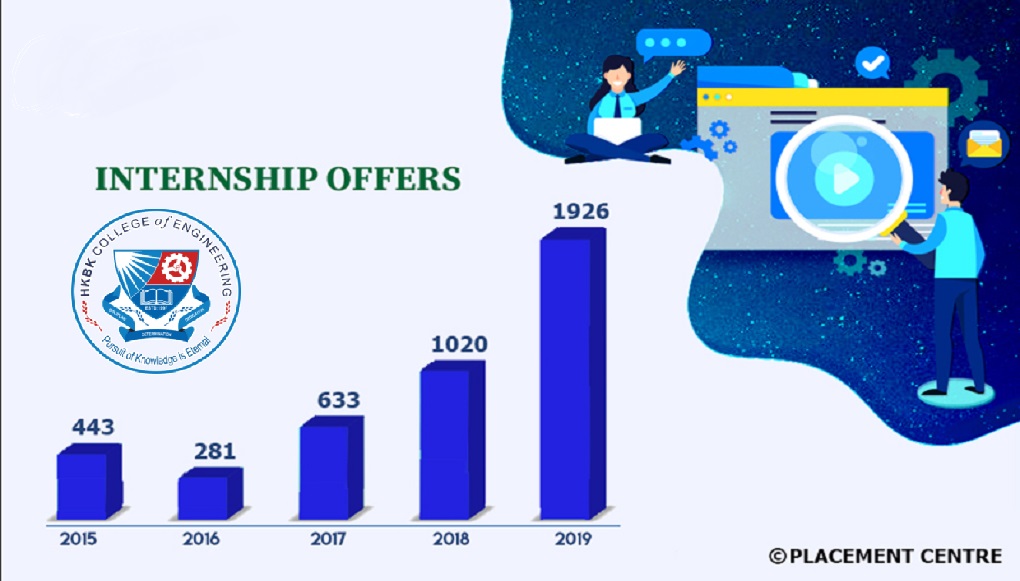 INTERNSHIP OFFERS
HKBK COLLEGE of ENGINEERING
DETERMINATION
Pursuit of Knowledge is Eternal
1926
1020
633
443
281
2015 2016 2017 2018 2019
©PLACEMENT CENTRE